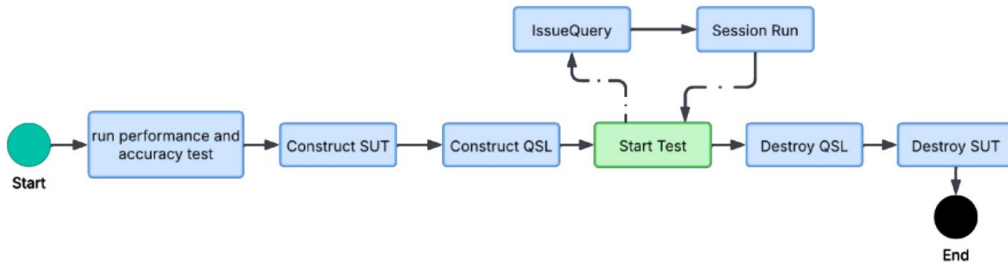 IssueQuery
Session Run
run performance and
accuracy test
Construct SUT
Construct QSL
Start Test
Destroy QSL
Destroy SUT
Start
End